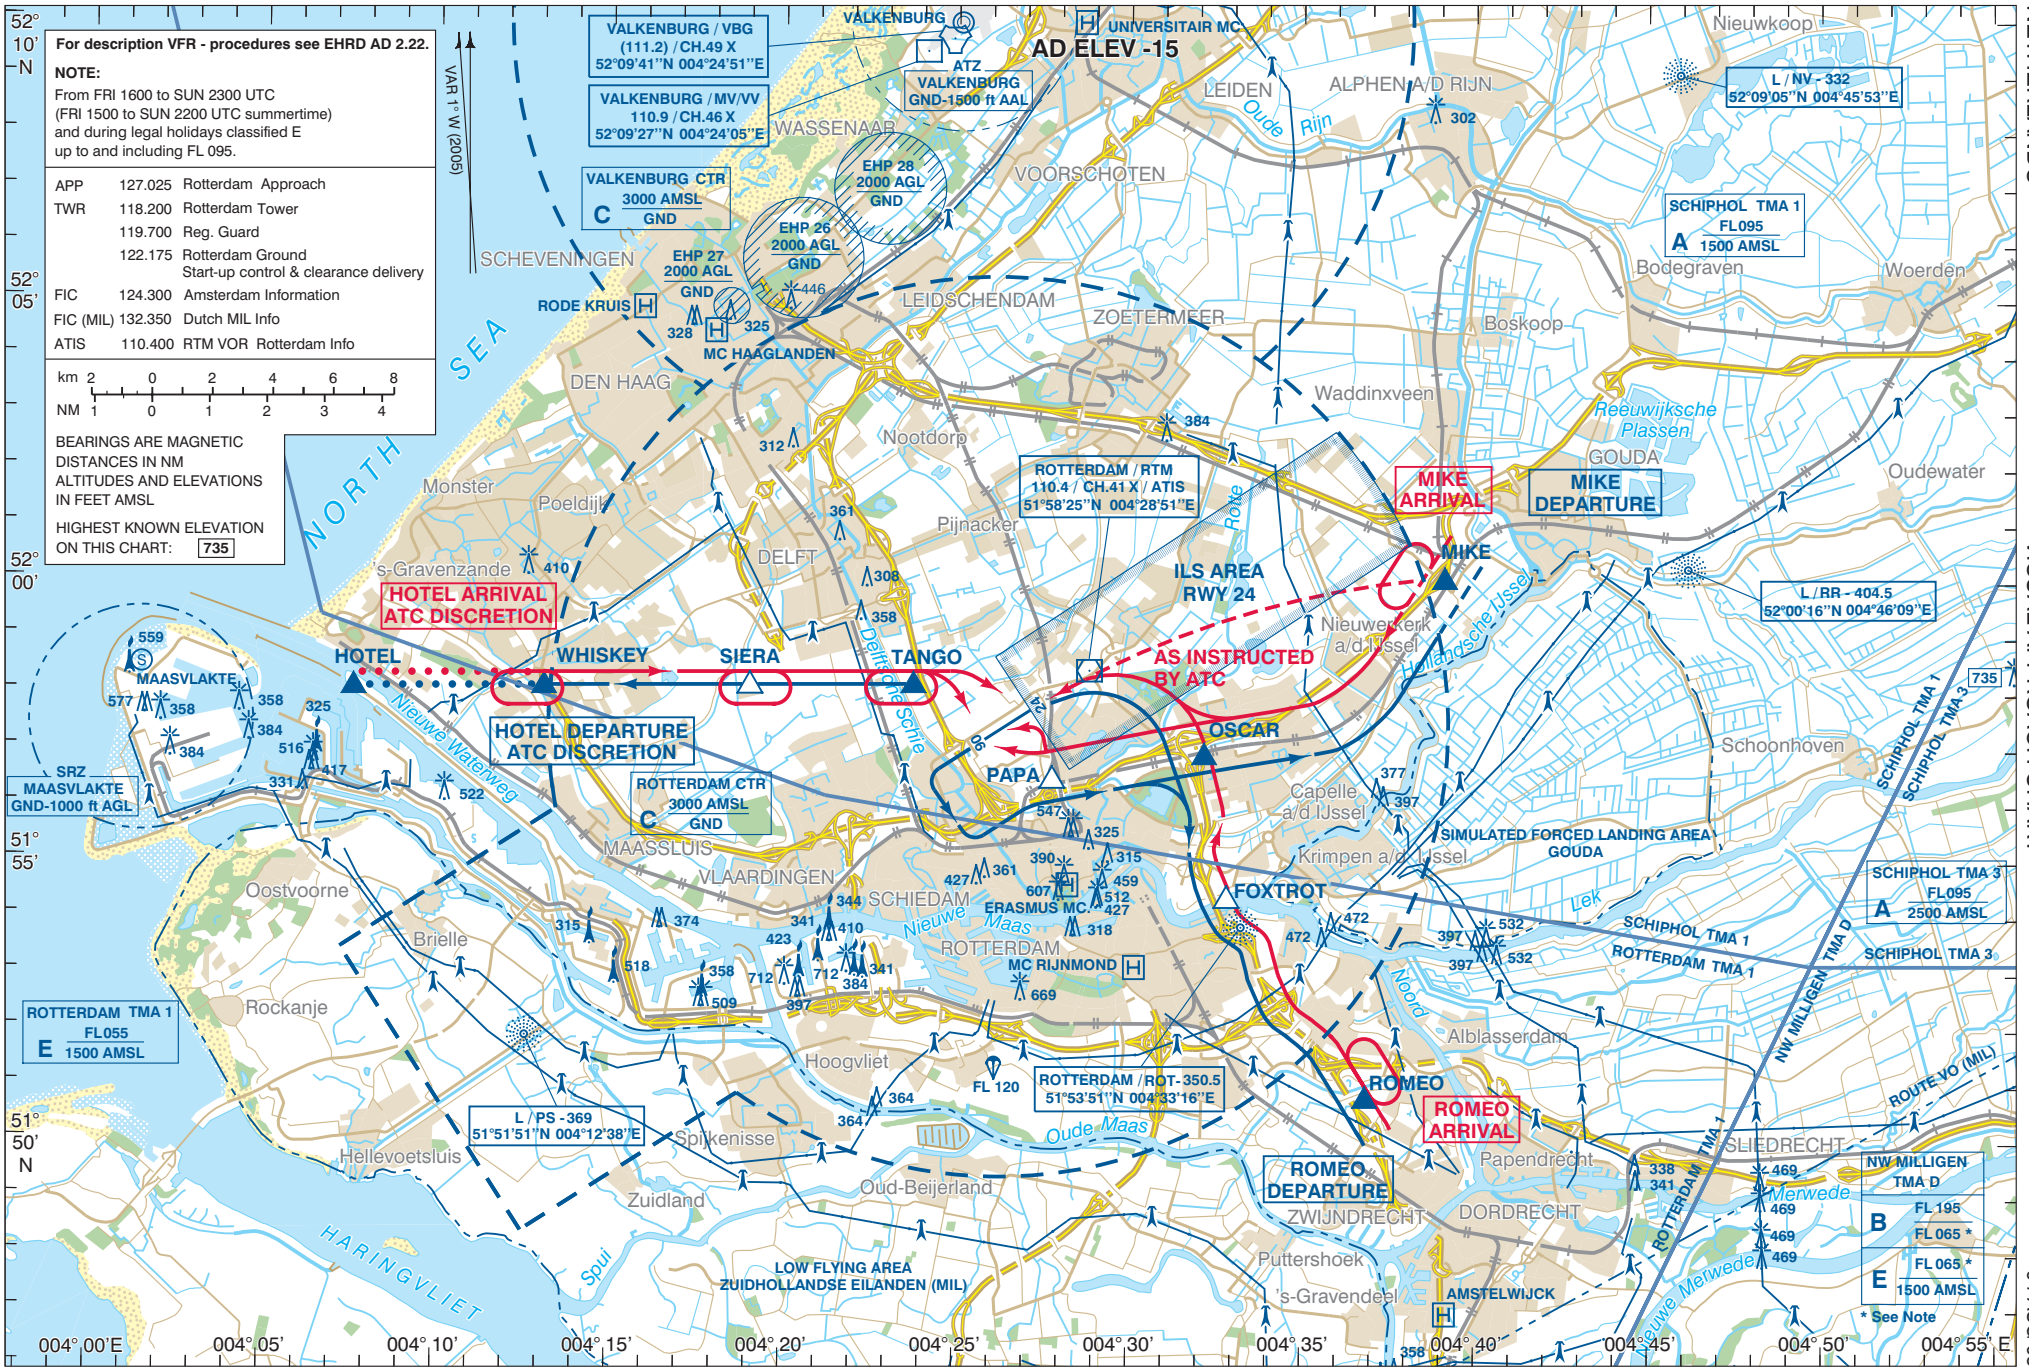 52°
10'
N
For description VFR - procedures see EHRD AD 2.22.
NOTE:
From FRI 1600 to SUN 2300 UTC
(FRI 1500 to SUN 2200 UTC summertime)
and during legal holidays classified E
up to and including FL 095.
APP 127.025 Rotterdam Approach
TWR 118.200 Rotterdam Tower
119.700 Reg. Guard
122.175 Rotterdam Ground
Start-up control & clearance delivery
FIC 124.300 Amsterdam Information
FIC (MIL) 132.350 Dutch MIL Info
ATIS 110.400 RTM VOR Rotterdam Info
km 2 0 2 4 6 8
NM 1 0 1 2 3 4
BEARINGS ARE MAGNETIC
DISTANCES IN NM
ALTITUDES AND ELEVATIONS
IN FEET AMSL
HIGHEST KNOWN ELEVATION
ON THIS CHART: 735
VAR 1° W (2005)
VALKENBURG / VBG
(111.2) / CH.49 X
52°09'41''N 004°24'51''E
VALKENBURG / MV/VV
110.9 / CH.46 X
52°09'27''N 004°24'05''E
VALKENBURG CTR
C 3000 AMSL
GND
VALKENBURG
UNIVERSITAIR MC
AD ELEV -15
ATZ
VALKENBURG
GND-1500 ft AAL
WASSENAAR
LEIDEN
Oude Rijn
ALPHEN A/D RIJN
302
Nieuwkoop
L / NV - 332
52°09'05''N 004°45'53''E
EHP 28
2000 AGL
GND
VOORSCHOTEN
EHP 26
2000 AGL
GND
446
EHP 27
2000 AGL
GND
SCHEVENINGEN
RODE KRUIS
328
325
MC HAAGLANDEN
DEN HAAG
LEIDSCHENDAM
ZOETERMEER
SCHIPHOL TMA 1
A FL095
1500 AMSL
Bodegraven
Woerden
Boskoop
Waddinxveen
Reeuwijksche
Plassen
GOUDA
Oudewater
52°
05'
NORTH SEA
Monster
Poeldijk
312
Nootdorp
384
361
Pijnacker
DELFT
308
358
ROTTERDAM / RTM
110.4 / CH.41 X / ATIS
51°58'25''N 004°28'51''E
Rotte
MIKE
ARRIVAL
MIKE
DEPARTURE
MIKE
ILS AREA
RWY 24
52°
00'
's-Gravenzande
410
HOTEL ARRIVAL
ATC DISCRETION
Nieuwerkerk
a/d IJssel
Hollandsche IJssel
L / RR - 404.5
52°00'16''N 004°46'09''E
735
559
S
MAASVLAKTE
577
358
358
384
384
HOTEL
WHISKEY
SIERA
TANGO
Delftsche Schie
AS INSTRUCTED
BY ATC
24
06
OSCAR
PAPA
HOTEL DEPARTURE
ATC DISCRETION
Nieuwe Waterweg
325
516
417
331
522
SRZ
MAASVLAKTE
GND-1000 ft AGL
ROTTERDAM CTR
C 3000 AMSL
GND
Capelle
a/d IJssel
377
397
Schoonhoven
SCHIPHOL TMA 1
SCHIPHOL TMA 3
SIMULATED FORCED LANDING AREA
GOUDA
Krimpen a/d IJssel
51°
55'
MAASSLUIS
VLAARDINGEN
SCHIEDAM
547
325
315
390
607
459
512
427
427
361
ERASMUS MC.
318
Nieuwe Maas
ROTTERDAM
MC RIJNMOND
669
FOXTROT
472
472
397
532
397
532
Lek
SCHIPHOL TMA 1
ROTTERDAM TMA 1
SCHIPHOL TMA 3
A FL095
2500 AMSL
SCHIPHOL TMA 3
NW MILLIGEN TMA D
Oostvoorne
Brielle
Rockanje
315
374
518
358
509
341
344
410
423
712
712
384
341
397
Noord
Alblasserdam
ROTTERDAM TMA 1
E FL055
1500 AMSL
Hoogvliet
364
364
FL 120
ROTTERDAM / ROT- 350.5
51°53'51''N 004°33'16''E
ROMEO
ROMEO
ARRIVAL
ROUTE VO (MIL)
51°
50'
N
L / PS - 369
51°51'51''N 004°12'38''E
Hellevoetsluis
Spijkenisse
Oude Maas
Oud-Beijerland
Zuidland
ROMEO
DEPARTURE
Papendrecht
ZWIJNDRECHT
DORDRECHT
SLIEDRECHT
338
341
469
469
469
469
Merwede
Nieuwe Merwede
ROTTERDAM TMA 1
NW MILLIGEN
TMA D
B FL 195
FL 065 *
E FL 065 *
1500 AMSL
* See Note
HARINGVLIET
Spui
LOW FLYING AREA
ZUIDHOLLANDSE EILANDEN (MIL)
Puttershoek
's-Gravendeel
AMSTELWIJCK
358
004° 00'E 004° 05' 004° 15' 004° 20' 004° 25' 004° 30' 004° 35' 004° 40' 004° 45' 004° 50' 004° 55'E